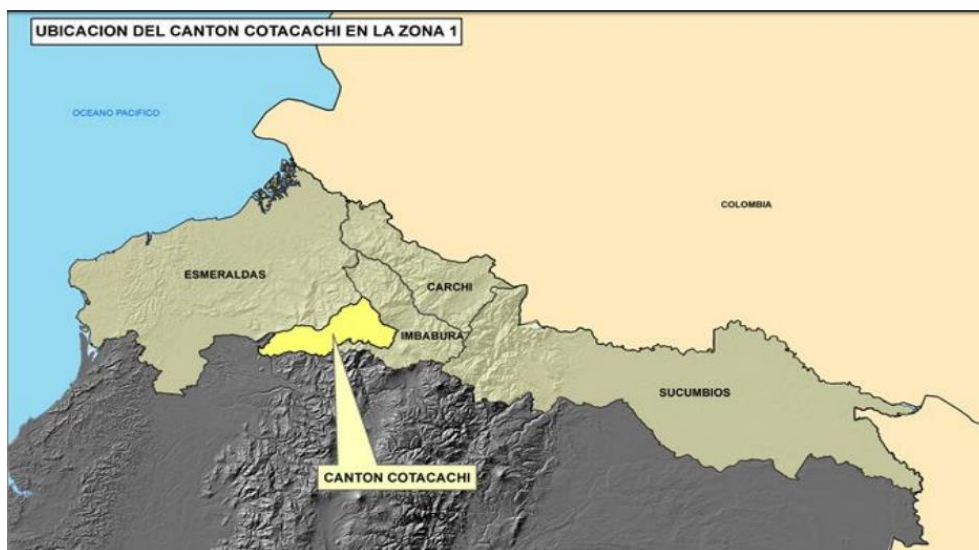 UBICACION DEL CANTON COTACACHI EN LA ZONA 1
OCEANO PACIFICO
COLOMBIA
ESMERALDAS
CARCHI
IMBABURA
SUCUMBIOS
CANTON COTACACHI